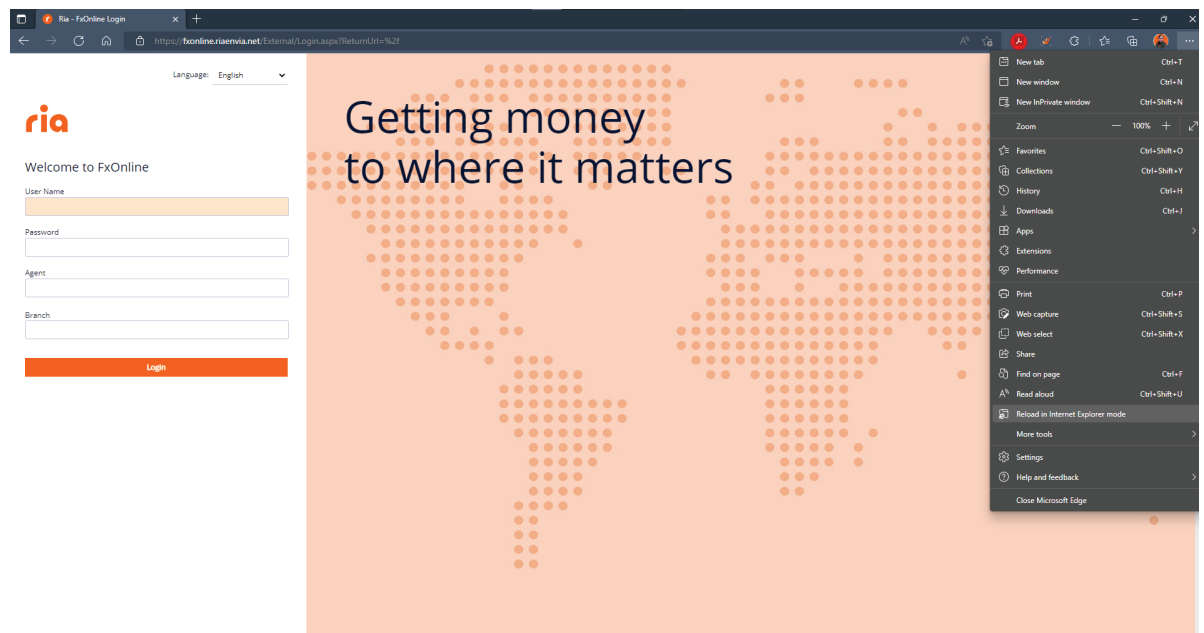 Ria - FxOnline Login
https://fxonline.riaenvia.net/External/Login.aspx?ReturnUrl=%2f
Language: English
ria
Welcome to FxOnline
User Name
Password
Agent
Branch
Login
Getting money
to where it matters
New tab Ctrl+T
New window Ctrl+N
New InPrivate window Ctrl+Shift+N
Zoom 100%
Favorites Ctrl+Shift+O
Collections Ctrl+Shift+Y
History Ctrl+H
Downloads Ctrl+J
Apps
Extensions
Performance
Print Ctrl+P
Web capture Ctrl+Shift+S
Web select Ctrl+Shift+X
Share
Find on page Ctrl+F
Read aloud Ctrl+Shift+U
Reload in Internet Explorer mode
More tools
Settings
Help and feedback
Close Microsoft Edge